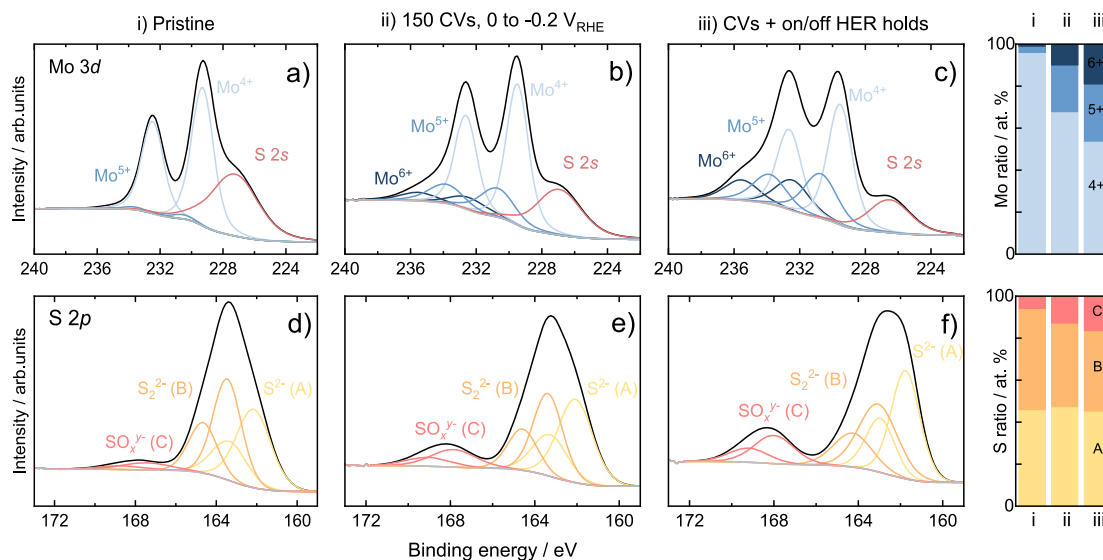 i) Pristine
ii) 150 CVs, 0 to -0.2 V_RHE
iii) CVs + on/off HER holds
i ii iii
Mo 3d
a)
Mo⁴⁺
Mo⁵⁺
S 2s
b)
Mo⁴⁺
Mo⁵⁺
Mo⁶⁺
S 2s
c)
Mo⁴⁺
Mo⁵⁺
Mo⁶⁺
S 2s
100
6+
5+
4+
0
Mo ratio / at. %
Intensity / arb.units
240 236 232 228 224
240 236 232 228 224
240 236 232 228 224
S 2p
d)
S₂²⁻ (B)
S²⁻ (A)
SOₓʸ⁻ (C)
e)
S₂²⁻ (B)
S²⁻ (A)
SOₓʸ⁻ (C)
f)
S²⁻ (A)
S₂²⁻ (B)
SOₓʸ⁻ (C)
100
C
B
A
0
S ratio / at. %
Intensity / arb.units
172 168 164 160
172 168 164 160
172 168 164 160
i ii iii
Binding energy / eV